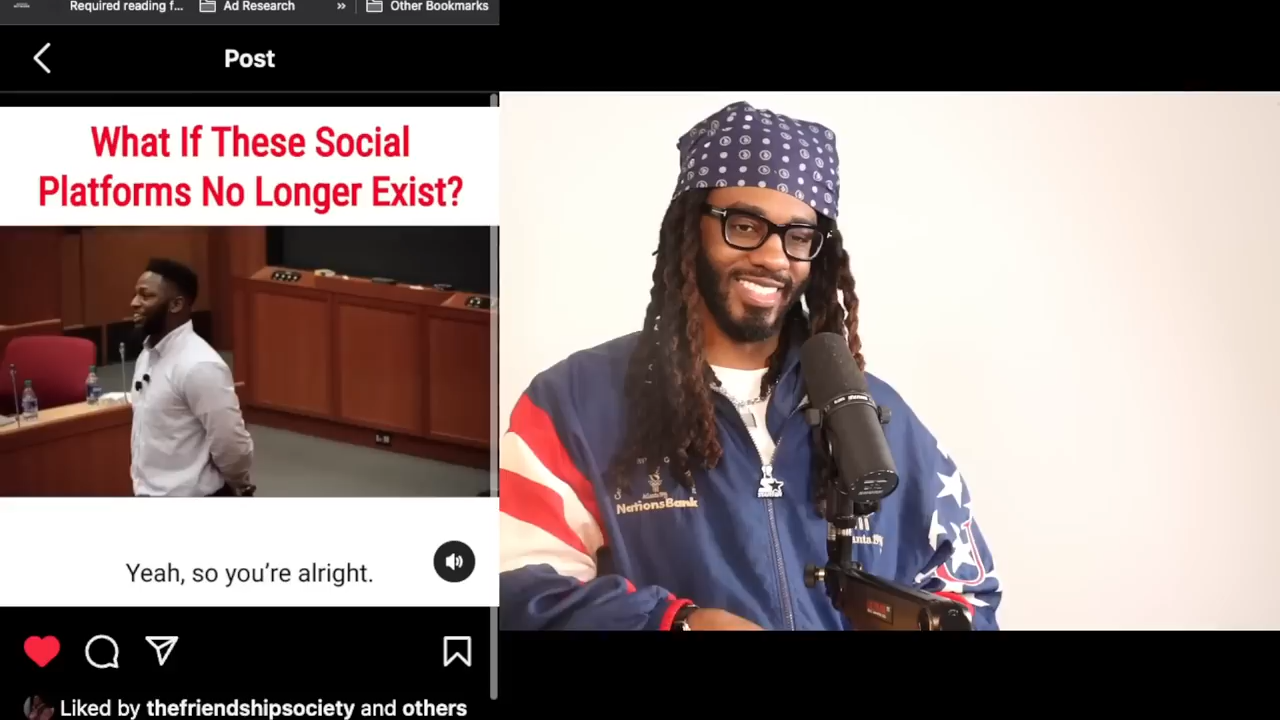 Required reading f...
Ad Research
»
Other Bookmarks
Post
What If These Social
Platforms No Longer Exist?
Yeah, so you're alright.
Liked by thefriendshipsociety and others
NationsBank